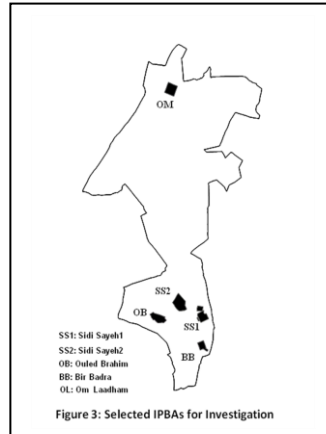 OM
SS2
OB
SS1
BB
SS1: Sidi Sayeh1
SS2: Sidi Sayeh2
OB: Ouled Brahim
BB: Bir Badra
OL: Om Laadham
Figure 3: Selected IPBAs for Investigation